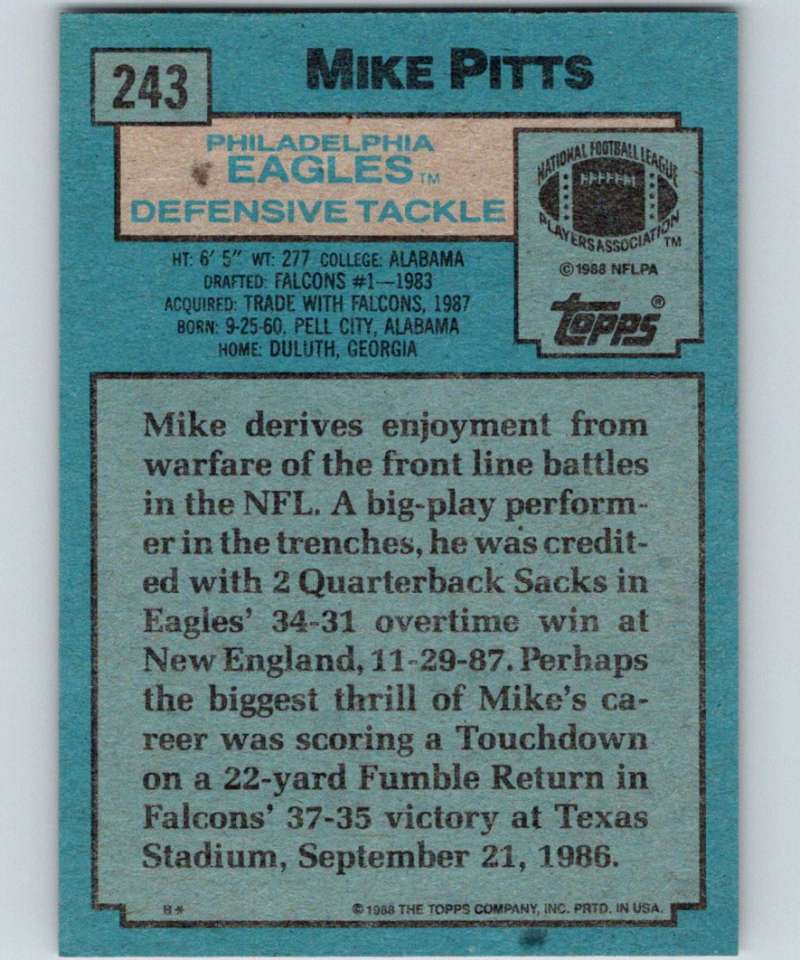 243
MIKE PITTS
PHILADELPHIA
EAGLES TM
DEFENSIVE TACKLE
NATIONAL FOOTBALL LEAGUE
PLAYERS ASSOCIATION TM
©1988 NFLPA
topps®
HT: 6' 5" WT: 277 COLLEGE: ALABAMA
DRAFTED: FALCONS #1—1983
ACQUIRED: TRADE WITH FALCONS, 1987
BORN: 9-25-60, PELL CITY, ALABAMA
HOME: DULUTH, GEORGIA
Mike derives enjoyment from
warfare of the front line battles
in the NFL. A big-play perform-
er in the trenches, he was credit-
ed with 2 Quarterback Sacks in
Eagles' 34-31 overtime win at
New England, 11-29-87. Perhaps
the biggest thrill of Mike's ca-
reer was scoring a Touchdown
on a 22-yard Fumble Return in
Falcons' 37-35 victory at Texas
Stadium, September 21, 1986.
B*
© 1988 THE TOPPS COMPANY, INC. PRTD. IN USA.